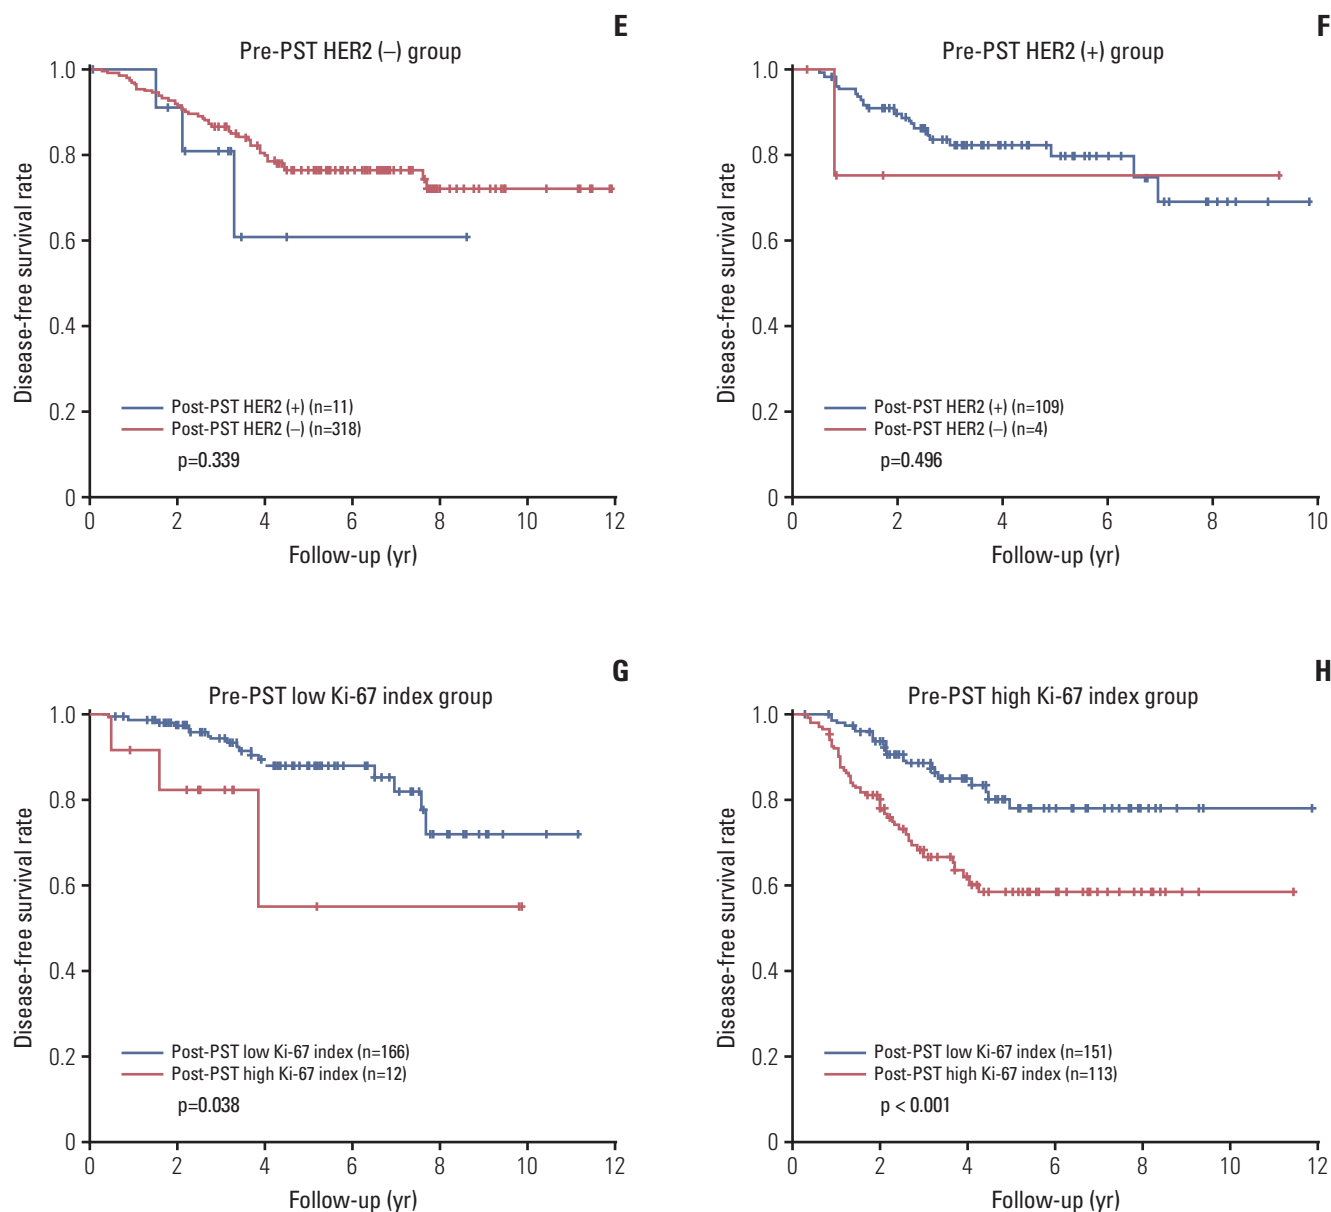 E
Pre-PST HER2 (–) group
1.0
0.8
0.6
0.4
0.2
0
Disease-free survival rate
Post-PST HER2 (+) (n=11)
Post-PST HER2 (–) (n=318)
p=0.339
0 2 4 6 8 10 12
Follow-up (yr)
F
Pre-PST HER2 (+) group
1.0
0.8
0.6
0.4
0.2
0
Disease-free survival rate
Post-PST HER2 (+) (n=109)
Post-PST HER2 (–) (n=4)
p=0.496
0 2 4 6 8 10
Follow-up (yr)
G
Pre-PST low Ki-67 index group
1.0
0.8
0.6
0.4
0.2
0
Disease-free survival rate
Post-PST low Ki-67 index (n=166)
Post-PST high Ki-67 index (n=12)
p=0.038
0 2 4 6 8 10 12
Follow-up (yr)
H
Pre-PST high Ki-67 index group
1.0
0.8
0.6
0.4
0.2
0
Disease-free survival rate
Post-PST low Ki-67 index (n=151)
Post-PST high Ki-67 index (n=113)
p < 0.001
0 2 4 6 8 10 12
Follow-up (yr)